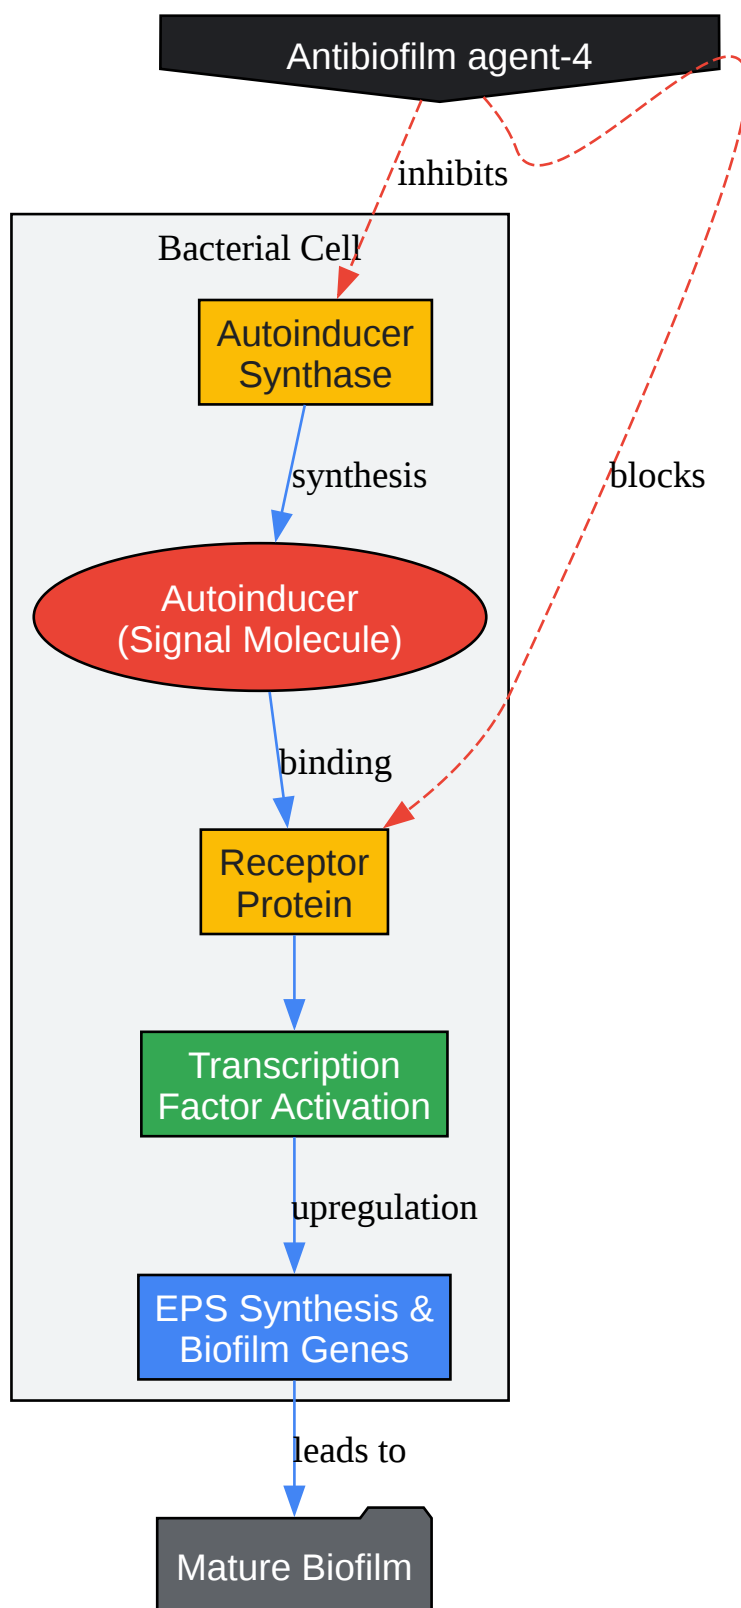 Antibiofilm agent-4
inhibits
Bacterial Cell
Autoinducer
Synthase
synthesis
blocks
Autoinducer
(Signal Molecule)
binding
Receptor
Protein
Transcription
Factor Activation
upregulation
EPS Synthesis &
Biofilm Genes
leads to
Mature Biofilm